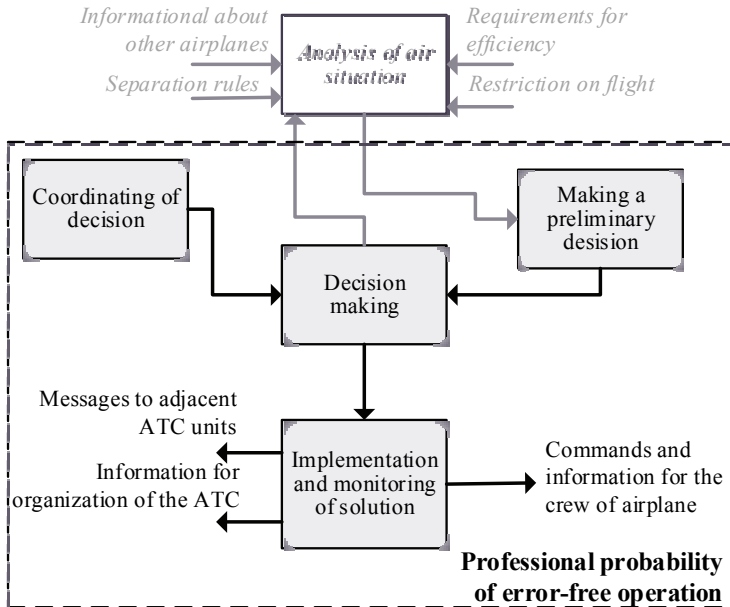 Informational about
other airplanes
Separation rules
Analysis of air
situation
Requirements for
efficiency
Restriction on flight
Coordinating of
decision
Making a
preliminary
desision
Decision
making
Messages to adjacent
ATC units
Information for
organization of the ATC
Implementation
and monitoring
of solution
Commands and
information for the
crew of airplane
Professional probability
of error-free operation